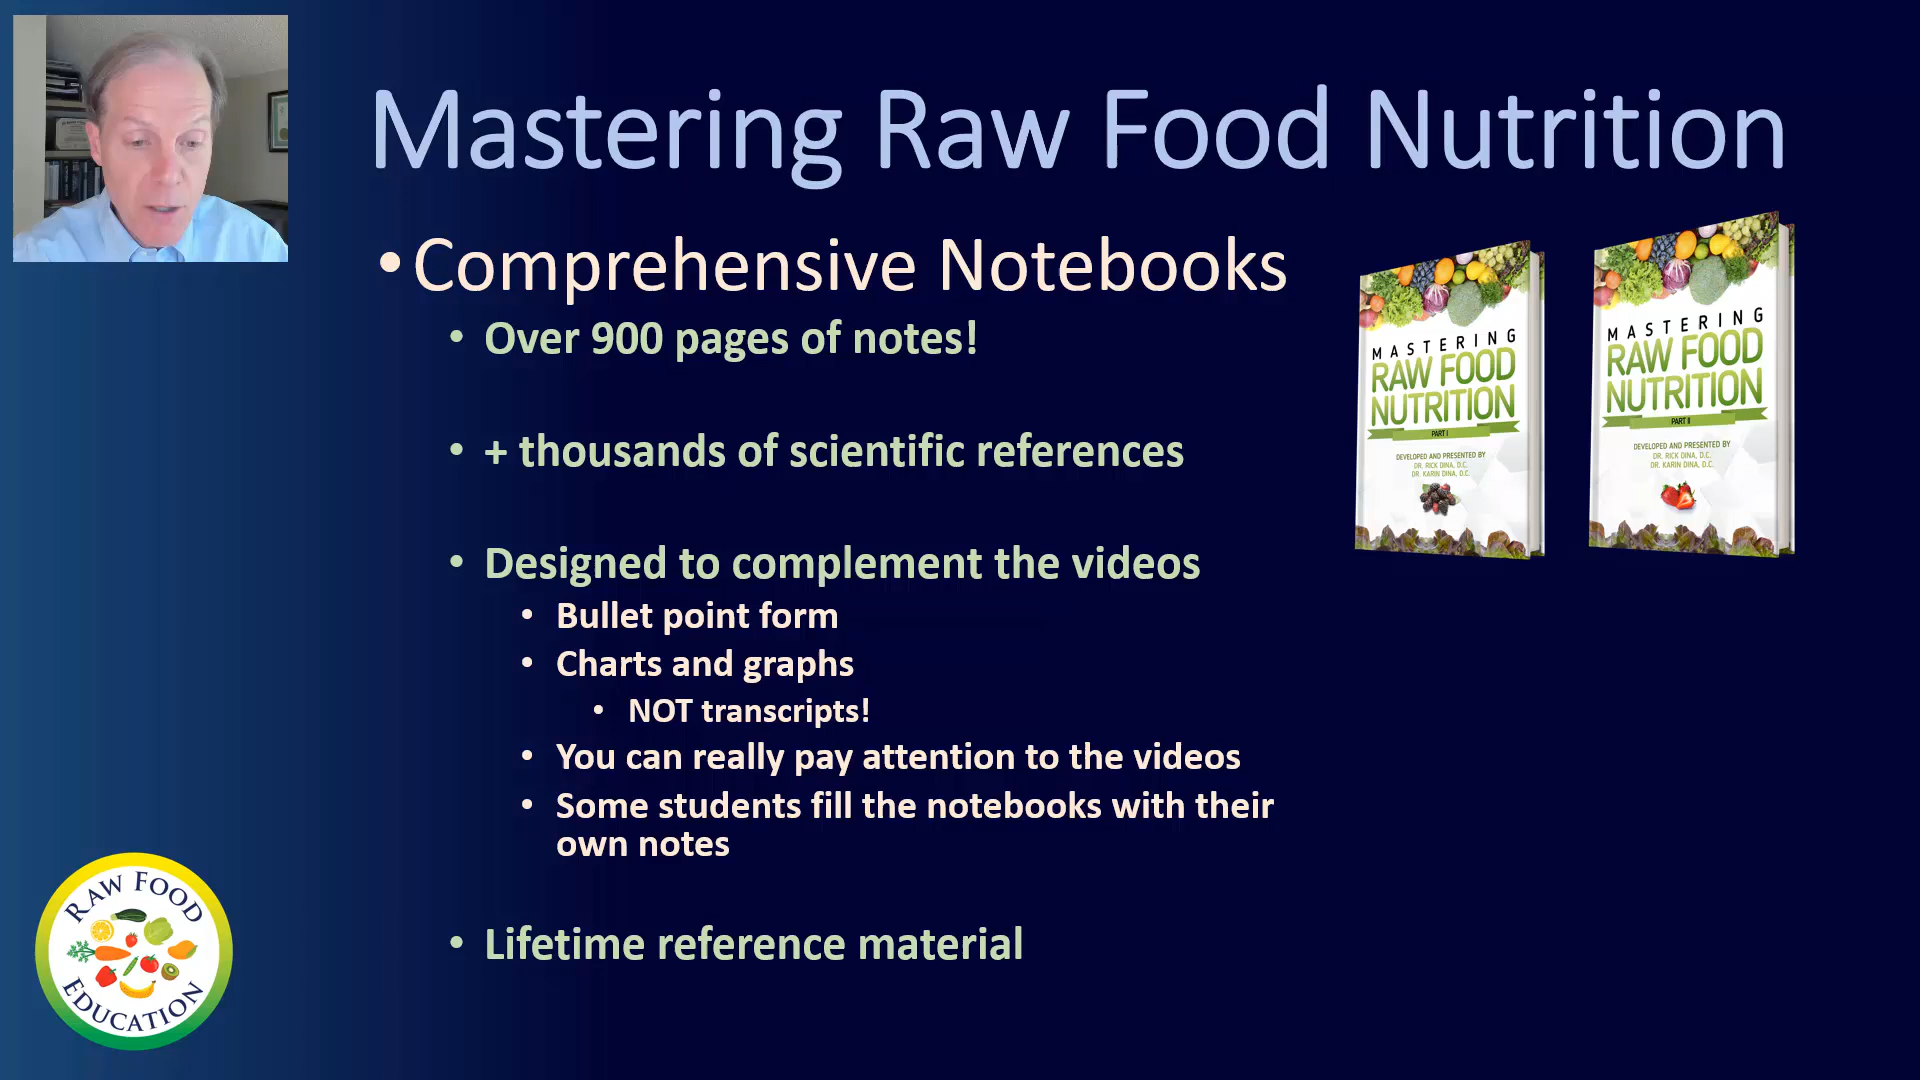 Mastering Raw Food Nutrition
• Comprehensive Notebooks
• Over 900 pages of notes!
• + thousands of scientific references
• Designed to complement the videos
• Bullet point form
• Charts and graphs
• NOT transcripts!
• You can really pay attention to the videos
• Some students fill the notebooks with their
own notes
• Lifetime reference material
MASTERING
RAW FOOD
NUTRITION
PART I
DEVELOPED AND PRESENTED BY
DR. RICK DINA, D.C.
DR. KARIN DINA, D.C.
MASTERING
RAW FOOD
NUTRITION
PART II
DEVELOPED AND PRESENTED BY
DR. RICK DINA, D.C.
DR. KARIN DINA, D.C.
RAW FOOD
EDUCATION